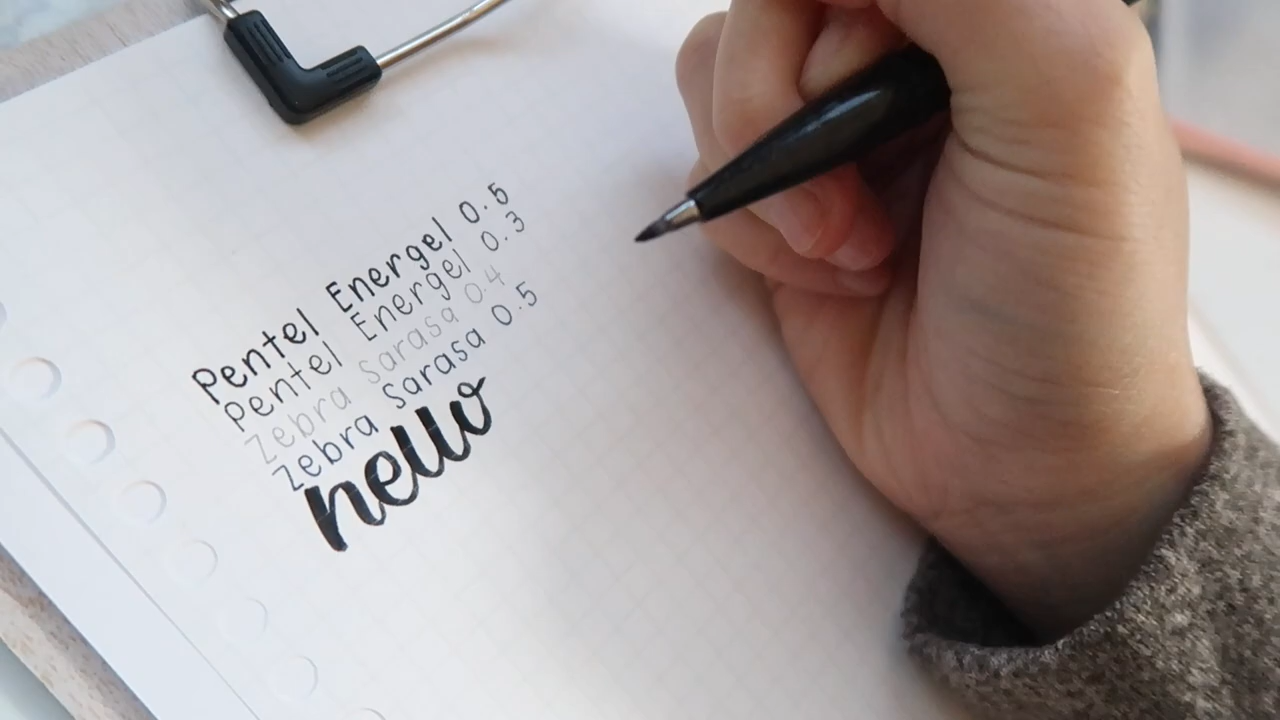 Pentel Energel 0.5
Pentel Energel 0.3
Zebra Sarasa 0.4
Zebra Sarasa 0.5
hello